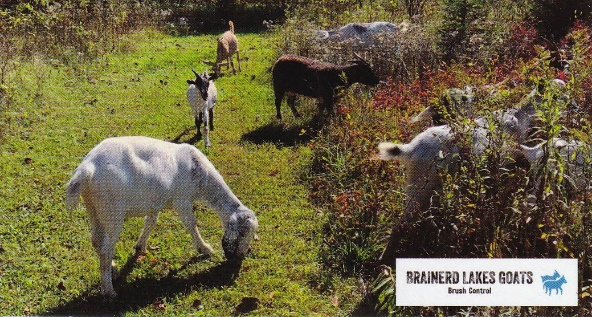 BRAINERD LAKES GOATS
Brush Control